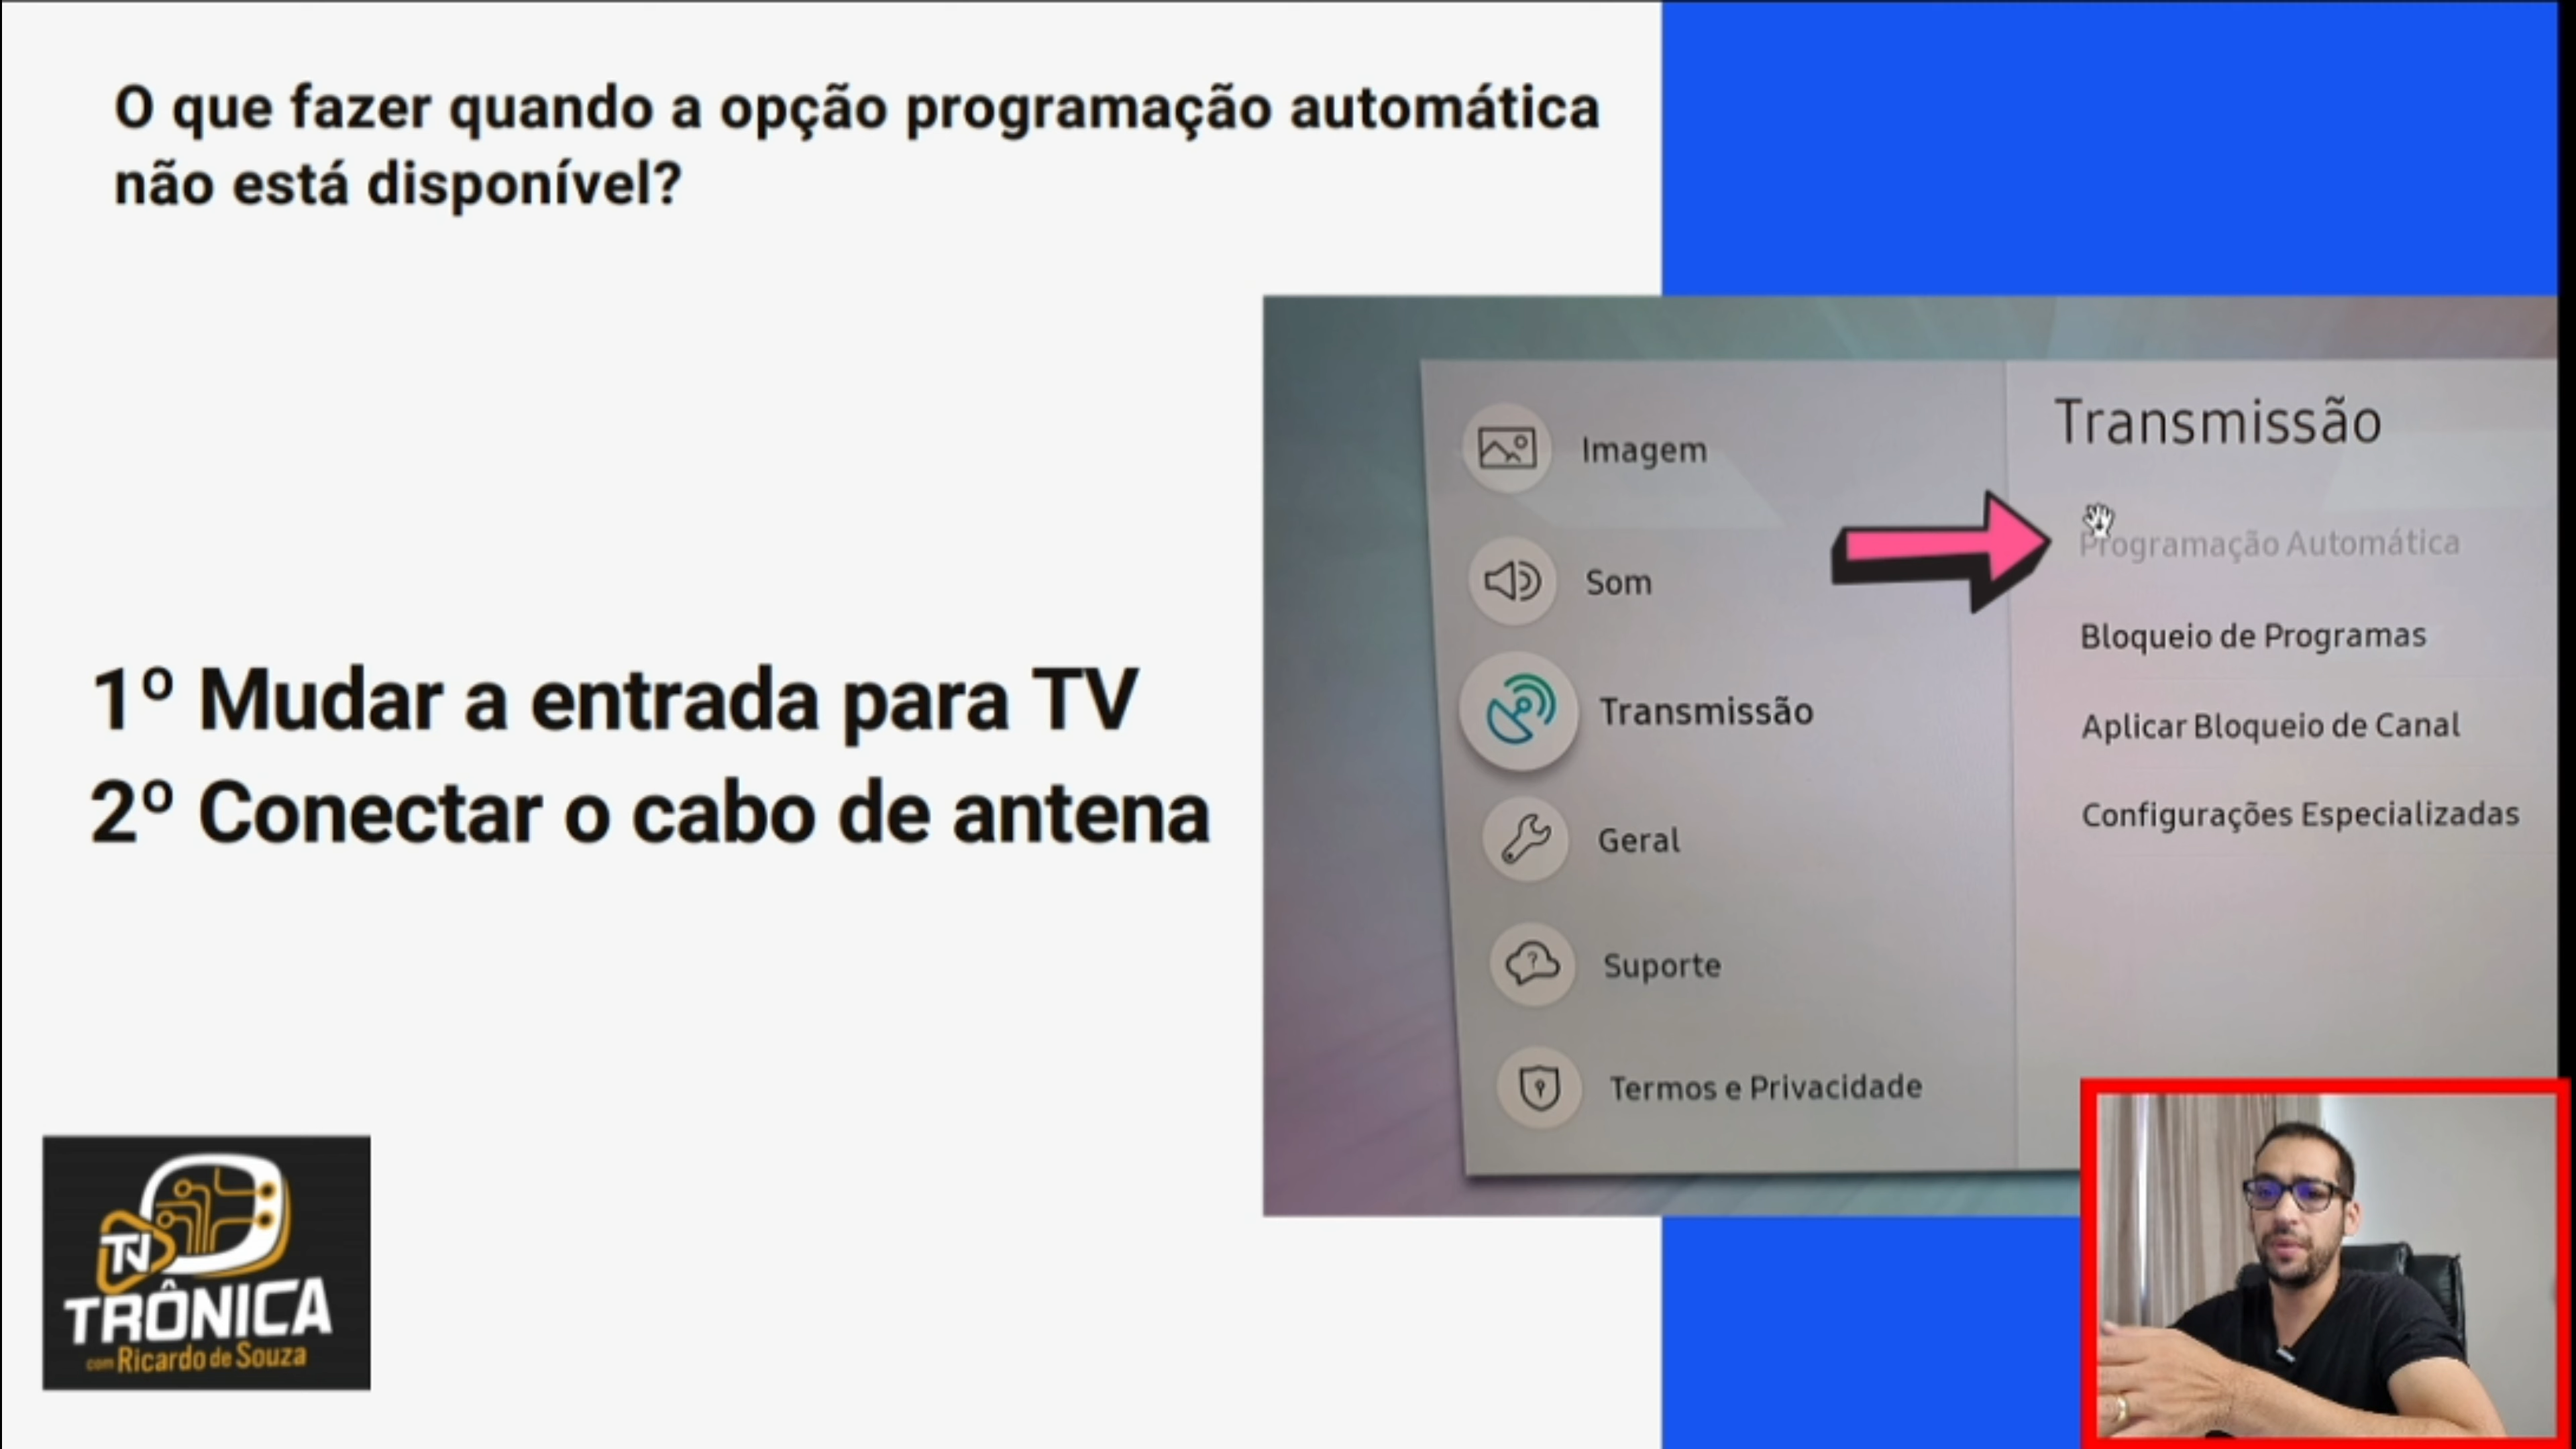 O que fazer quando a opção programação automática
não está disponível?
1º Mudar a entrada para TV
2º Conectar o cabo de antena
Imagem
Som
Transmissão
Geral
Suporte
Termos e Privacidade
Transmissão
Programação Automática
Bloqueio de Programas
Aplicar Bloqueio de Canal
Configurações Especializadas
TN
TRÔNICA
com Ricardo de Souza